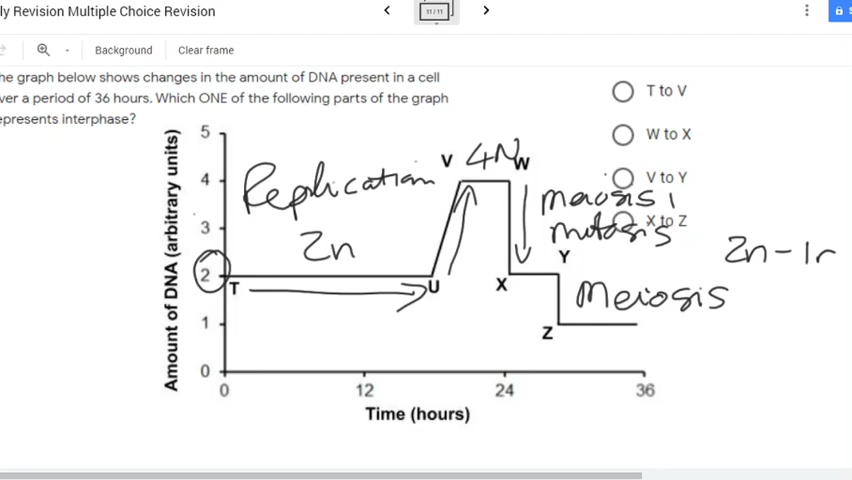 ly Revision Multiple Choice Revision
11 / 11
Background
Clear frame
he graph below shows changes in the amount of DNA present in a cell
ver a period of 36 hours. Which ONE of the following parts of the graph
epresents interphase?
T to V
W to X
V to Y
X to Z
Amount of DNA (arbitrary units)
5
4
3
2
1
0
Replication
2n
V
4N
W
meiosis 1
mitosis
Y
2n - 1n
T
U
X
Meiosis
Z
0
12
24
36
Time (hours)